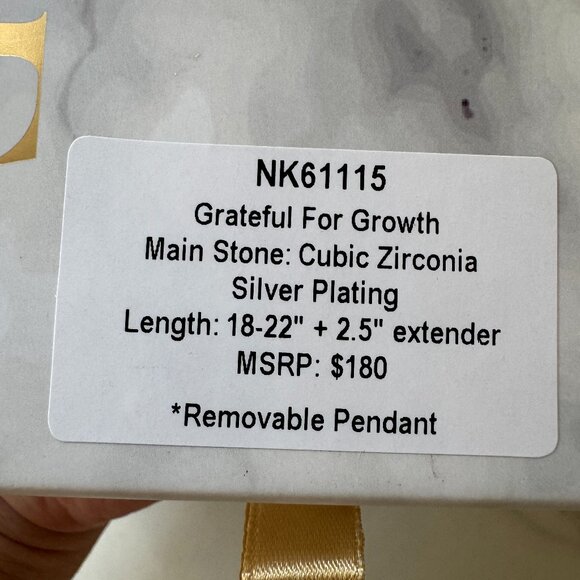 NK61115
Grateful For Growth
Main Stone: Cubic Zirconia
Silver Plating
Length: 18-22" + 2.5" extender
MSRP: $180
*Removable Pendant